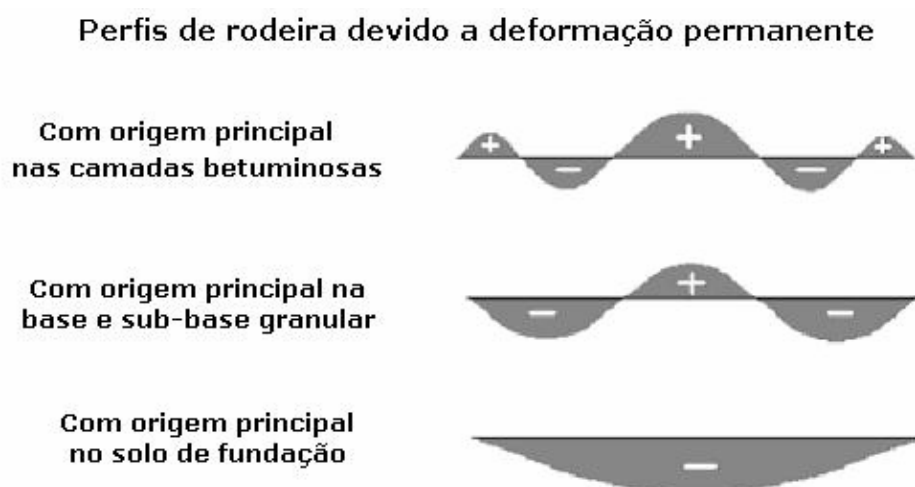 Perfis de rodeira devido a deformação permanente
Com origem principal
nas camadas betuminosas
+ − + − +
Com origem principal na
base e sub-base granular
− + −
Com origem principal
no solo de fundação
−